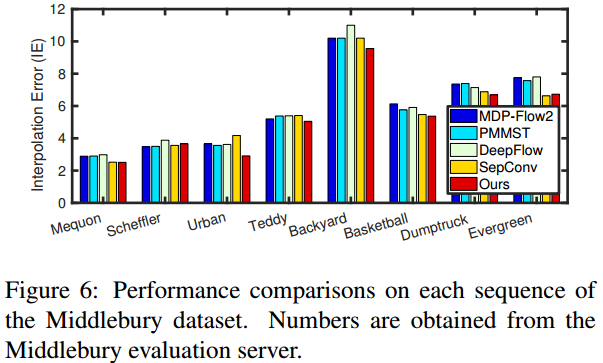 12
10
8
6
4
2
0
Interpolation Error (IE)
MDP-Flow2
PMMST
DeepFlow
SepConv
Ours
Mequon
Scheffler
Urban
Teddy
Backyard
Basketball
Dumptruck
Evergreen
Figure 6: Performance comparisons on each sequence of
the Middlebury dataset. Numbers are obtained from the
Middlebury evaluation server.